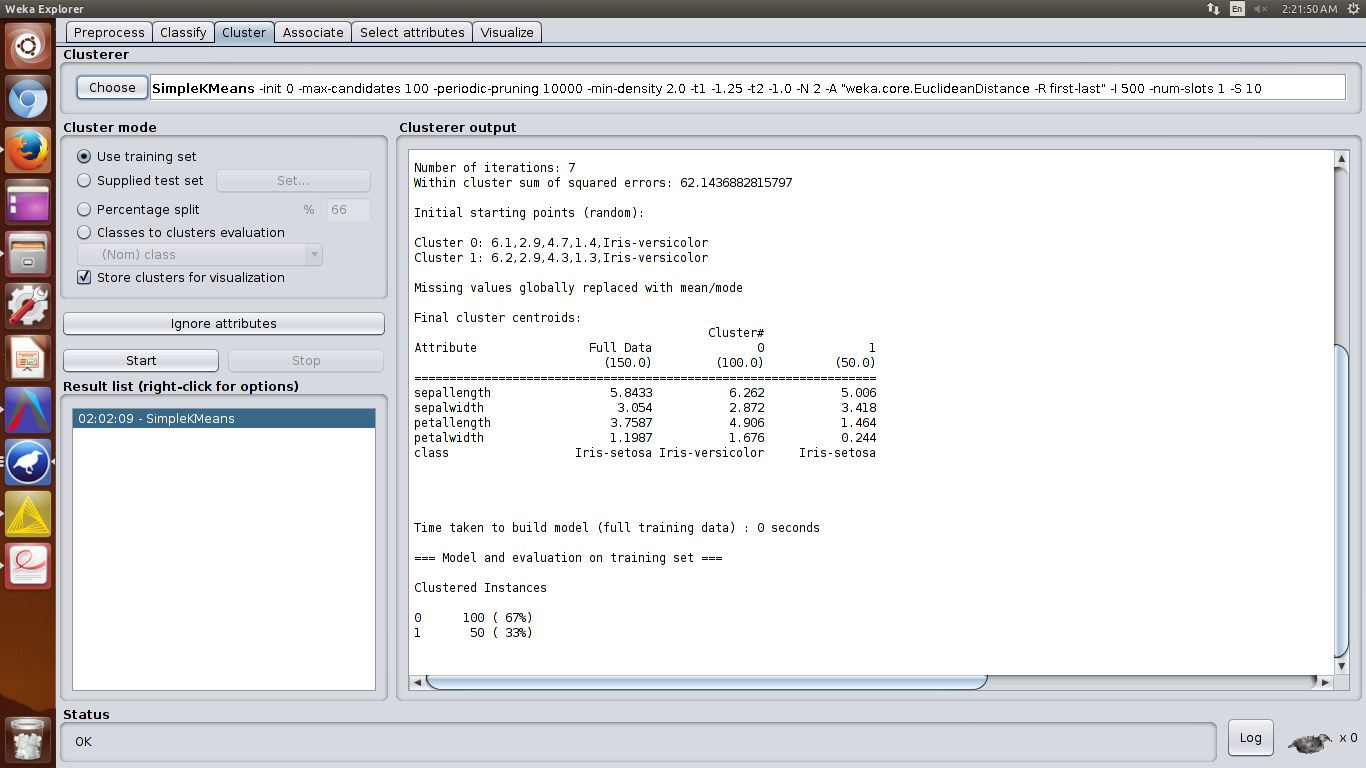 Weka Explorer
En
2:21:50 AM
Preprocess Classify Cluster Associate Select attributes Visualize
Clusterer
Choose
SimpleKMeans -init 0 -max-candidates 100 -periodic-pruning 10000 -min-density 2.0 -t1 -1.25 -t2 -1.0 -N 2 -A "weka.core.EuclideanDistance -R first-last" -I 500 -num-slots 1 -S 10
Cluster mode
Use training set
Supplied test set Set...
Percentage split % 66
Classes to clusters evaluation
(Nom) class
Store clusters for visualization
Ignore attributes
Start Stop
Result list (right-click for options)
02:02:09 - SimpleKMeans
Clusterer output
Number of iterations: 7
Within cluster sum of squared errors: 62.1436882815797
Initial starting points (random):
Cluster 0: 6.1,2.9,4.7,1.4,Iris-versicolor
Cluster 1: 6.2,2.9,4.3,1.3,Iris-versicolor
Missing values globally replaced with mean/mode
Final cluster centroids:
Cluster#
Attribute Full Data 0 1
(150.0) (100.0) (50.0)
==================================================================
sepallength 5.8433 6.262 5.006
sepalwidth 3.054 2.872 3.418
petallength 3.7587 4.906 1.464
petalwidth 1.1987 1.676 0.244
class Iris-setosa Iris-versicolor Iris-setosa
Time taken to build model (full training data) : 0 seconds
=== Model and evaluation on training set ===
Clustered Instances
0 100 ( 67%)
1 50 ( 33%)
Status
OK
Log
x 0